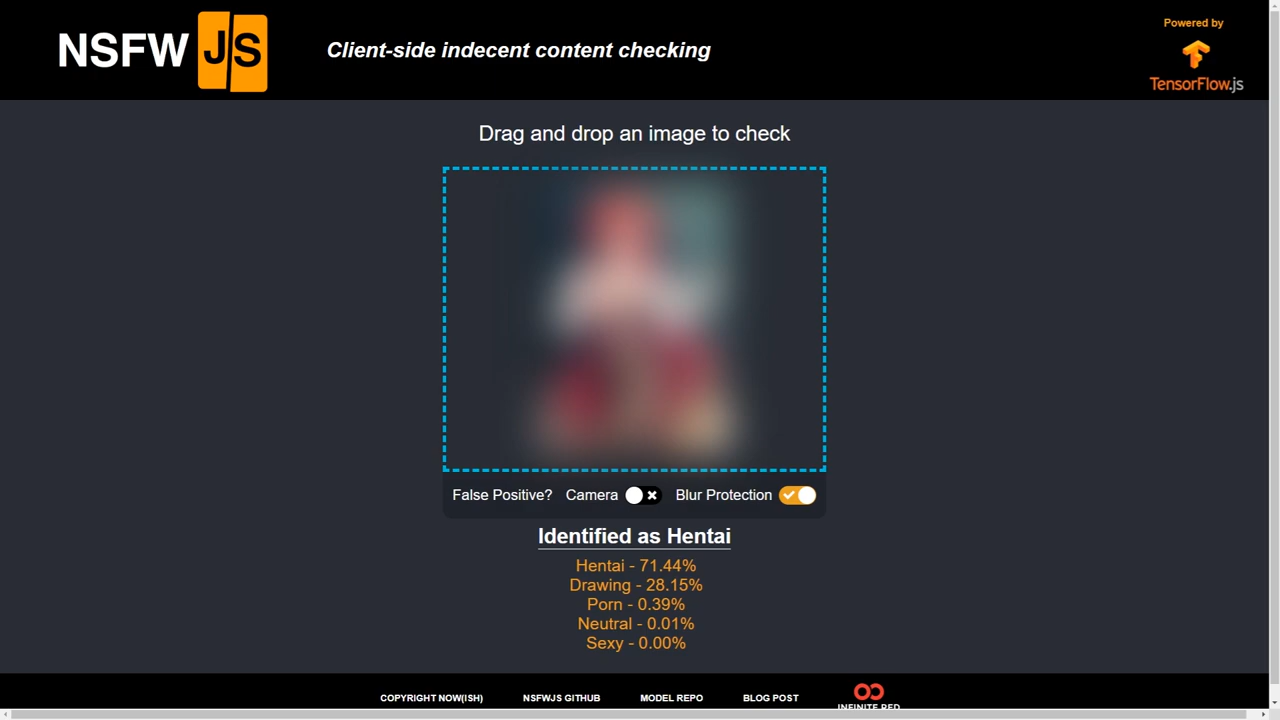 NSFW JS
Client-side indecent content checking
Powered by
TensorFlow.js
Drag and drop an image to check
False Positive? Camera Blur Protection
Identified as Hentai
Hentai - 71.44%
Drawing - 28.15%
Porn - 0.39%
Neutral - 0.01%
Sexy - 0.00%
COPYRIGHT NOW(ISH) NSFWJS GITHUB MODEL REPO BLOG POST
INFINITE RED